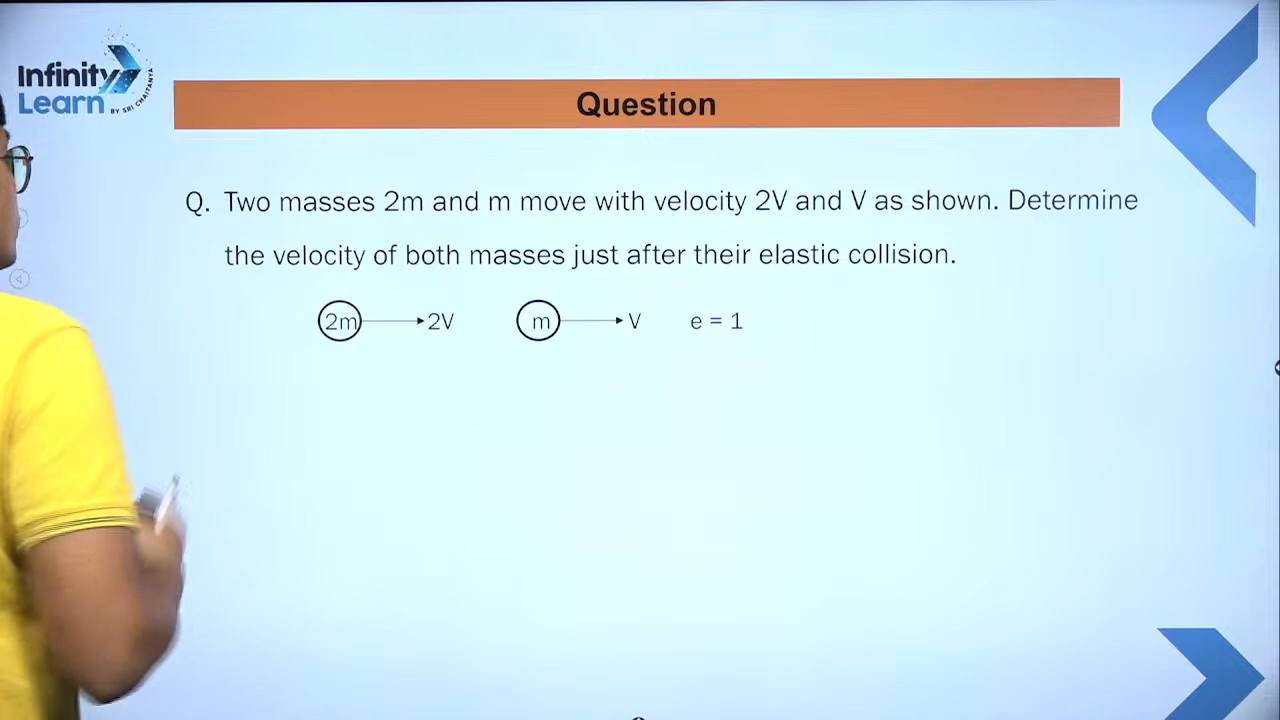 Infinity
Learn
BY SRI CHAITANYA
Question
Q. Two masses 2m and m move with velocity 2V and V as shown. Determine
the velocity of both masses just after their elastic collision.
2m 2V m V e = 1